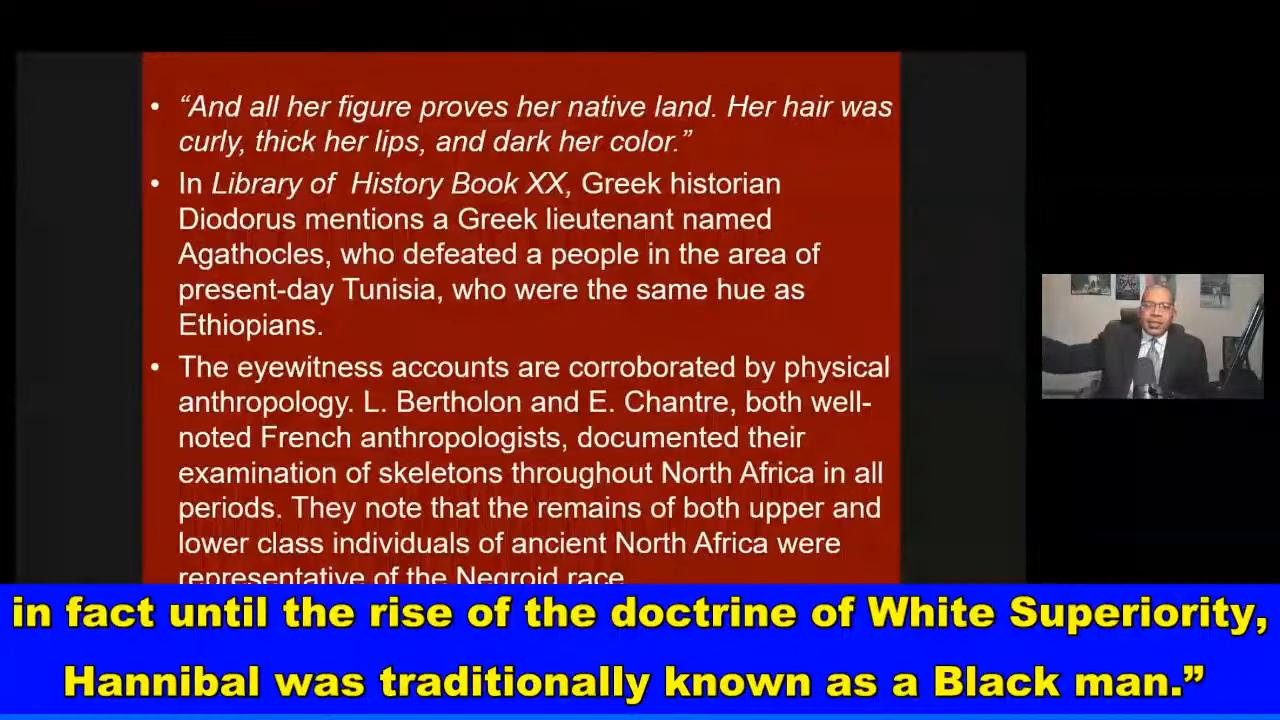 • “And all her figure proves her native land. Her hair was
curly, thick her lips, and dark her color.”
• In Library of History Book XX, Greek historian
Diodorus mentions a Greek lieutenant named
Agathocles, who defeated a people in the area of
present-day Tunisia, who were the same hue as
Ethiopians.
• The eyewitness accounts are corroborated by physical
anthropology. L. Bertholon and E. Chantre, both well-
noted French anthropologists, documented their
examination of skeletons throughout North Africa in all
periods. They note that the remains of both upper and
lower class individuals of ancient North Africa were
representative of the Negroid race.
in fact until the rise of the doctrine of White Superiority,
Hannibal was traditionally known as a Black man.”